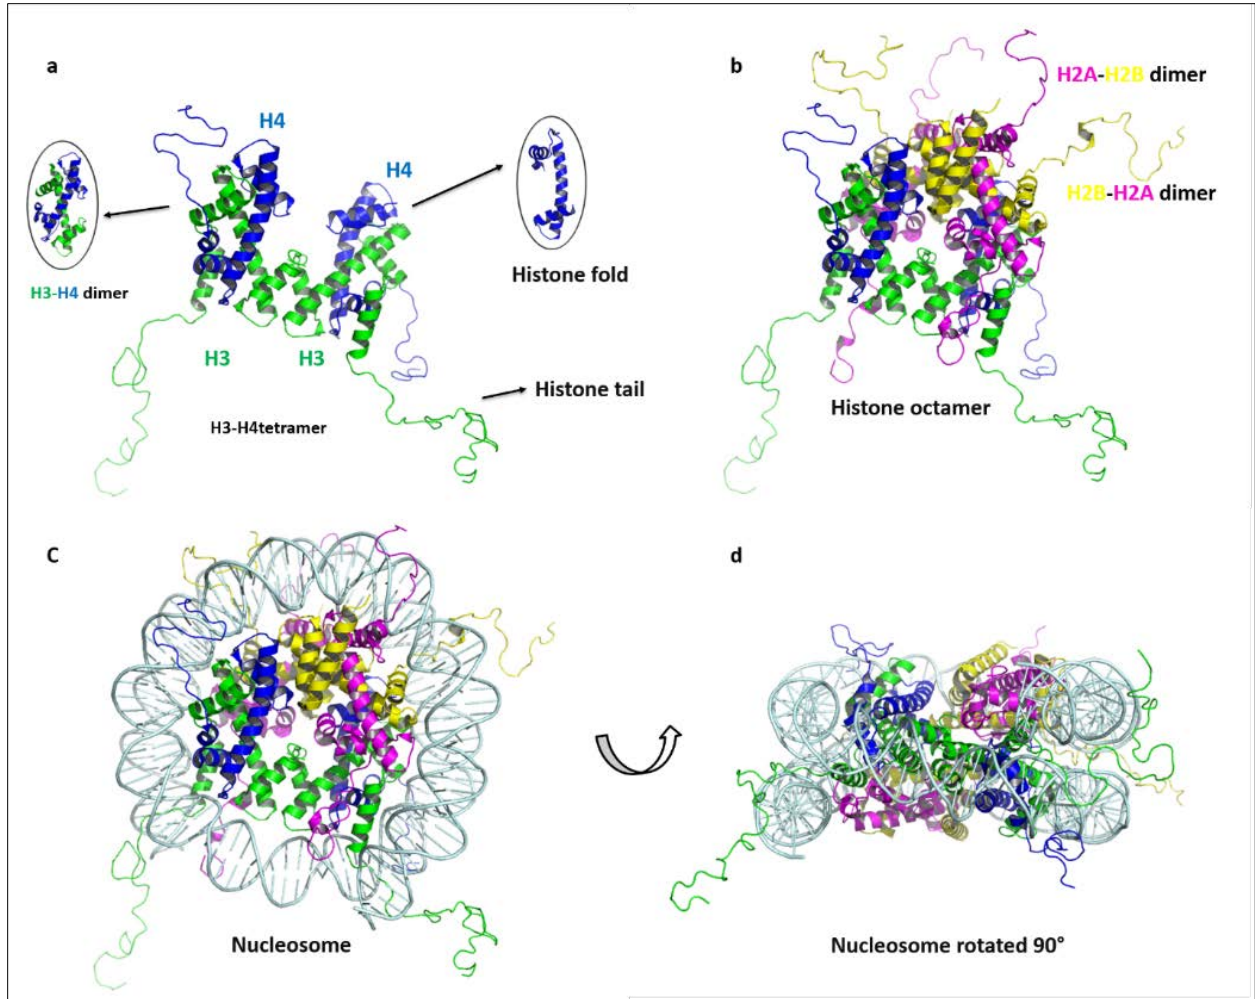 a
H4
H4
H3-H4 dimer
Histone fold
H3
H3
Histone tail
H3-H4tetramer
b
H2A-H2B dimer
H2B-H2A dimer
Histone octamer
C
Nucleosome
d
Nucleosome rotated 90°